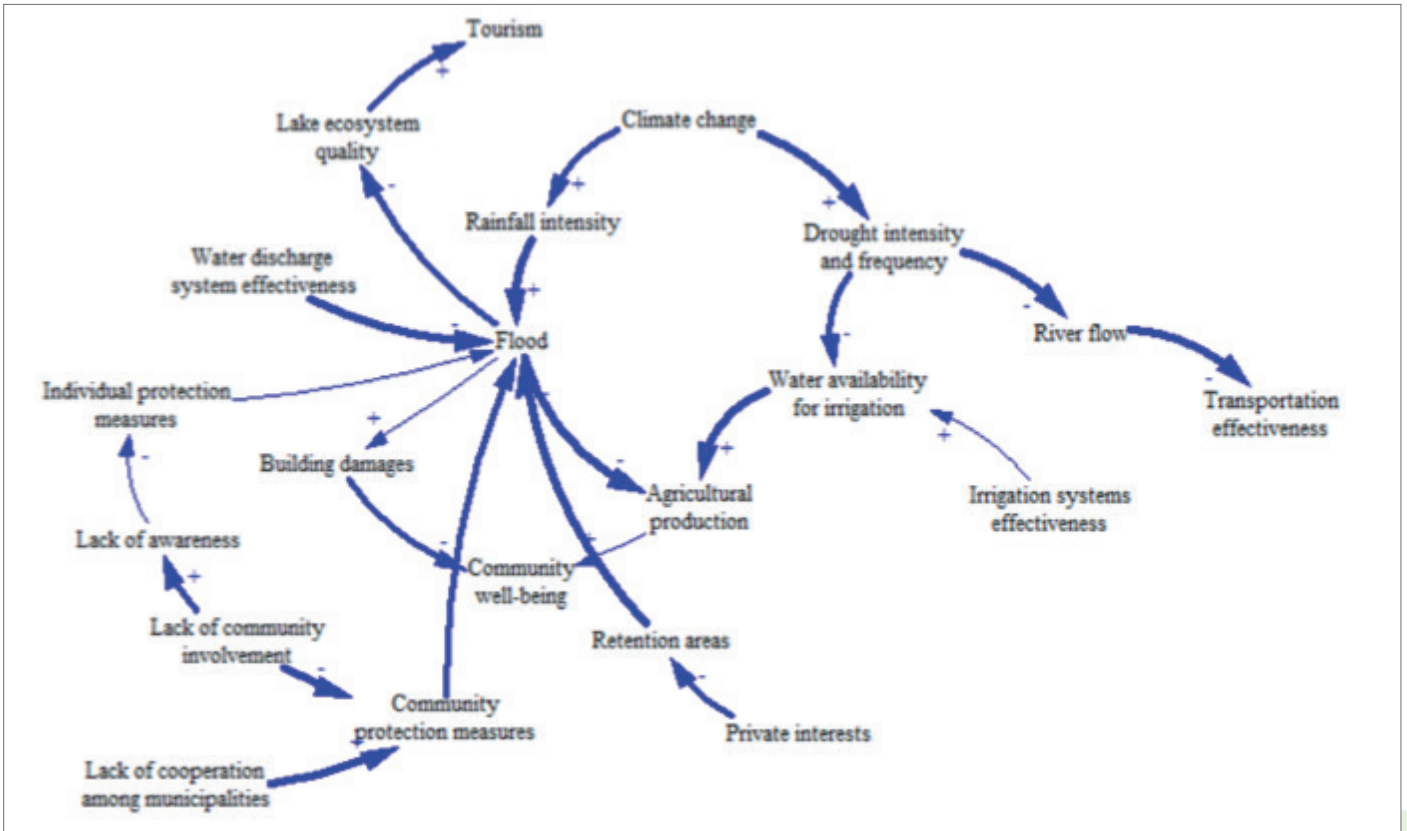 Tourism
+
Lake ecosystem
quality
-
Climate change
+
+
Rainfall intensity
+
Drought intensity
and frequency
-
-
Water discharge
system effectiveness
-
Flood
River flow
-
Water availability
for irrigation
+
+
Transportation
effectiveness
Individual protection
measures
-
+
Building damages
-
-
Agricultural
production
+
Irrigation systems
effectiveness
Lack of awareness
+
Community
well-being
Lack of community
involvement
-
Retention areas
-
Private interests
Community
protection measures
+
Lack of cooperation
among municipalities